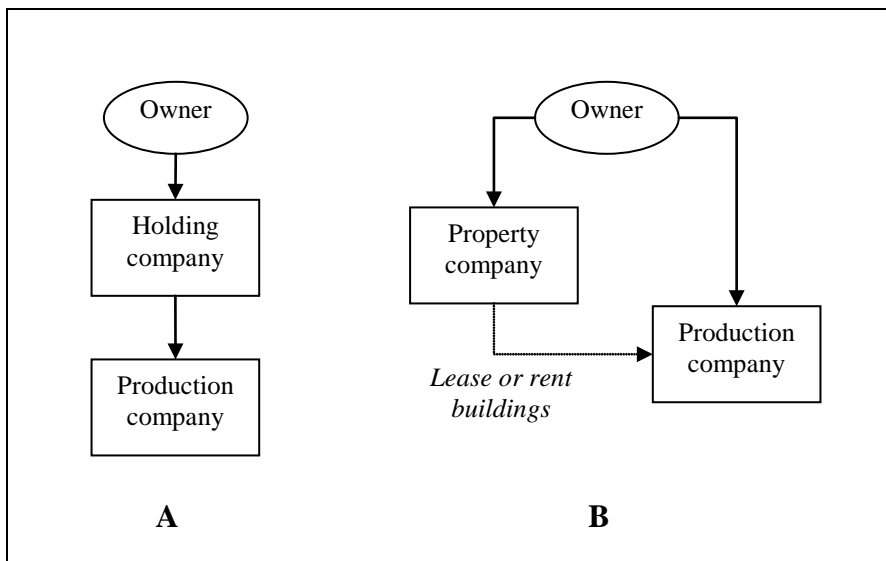 Owner
Holding
company
Production
company
A
Owner
Property
company
Production
company
Lease or rent
buildings
B